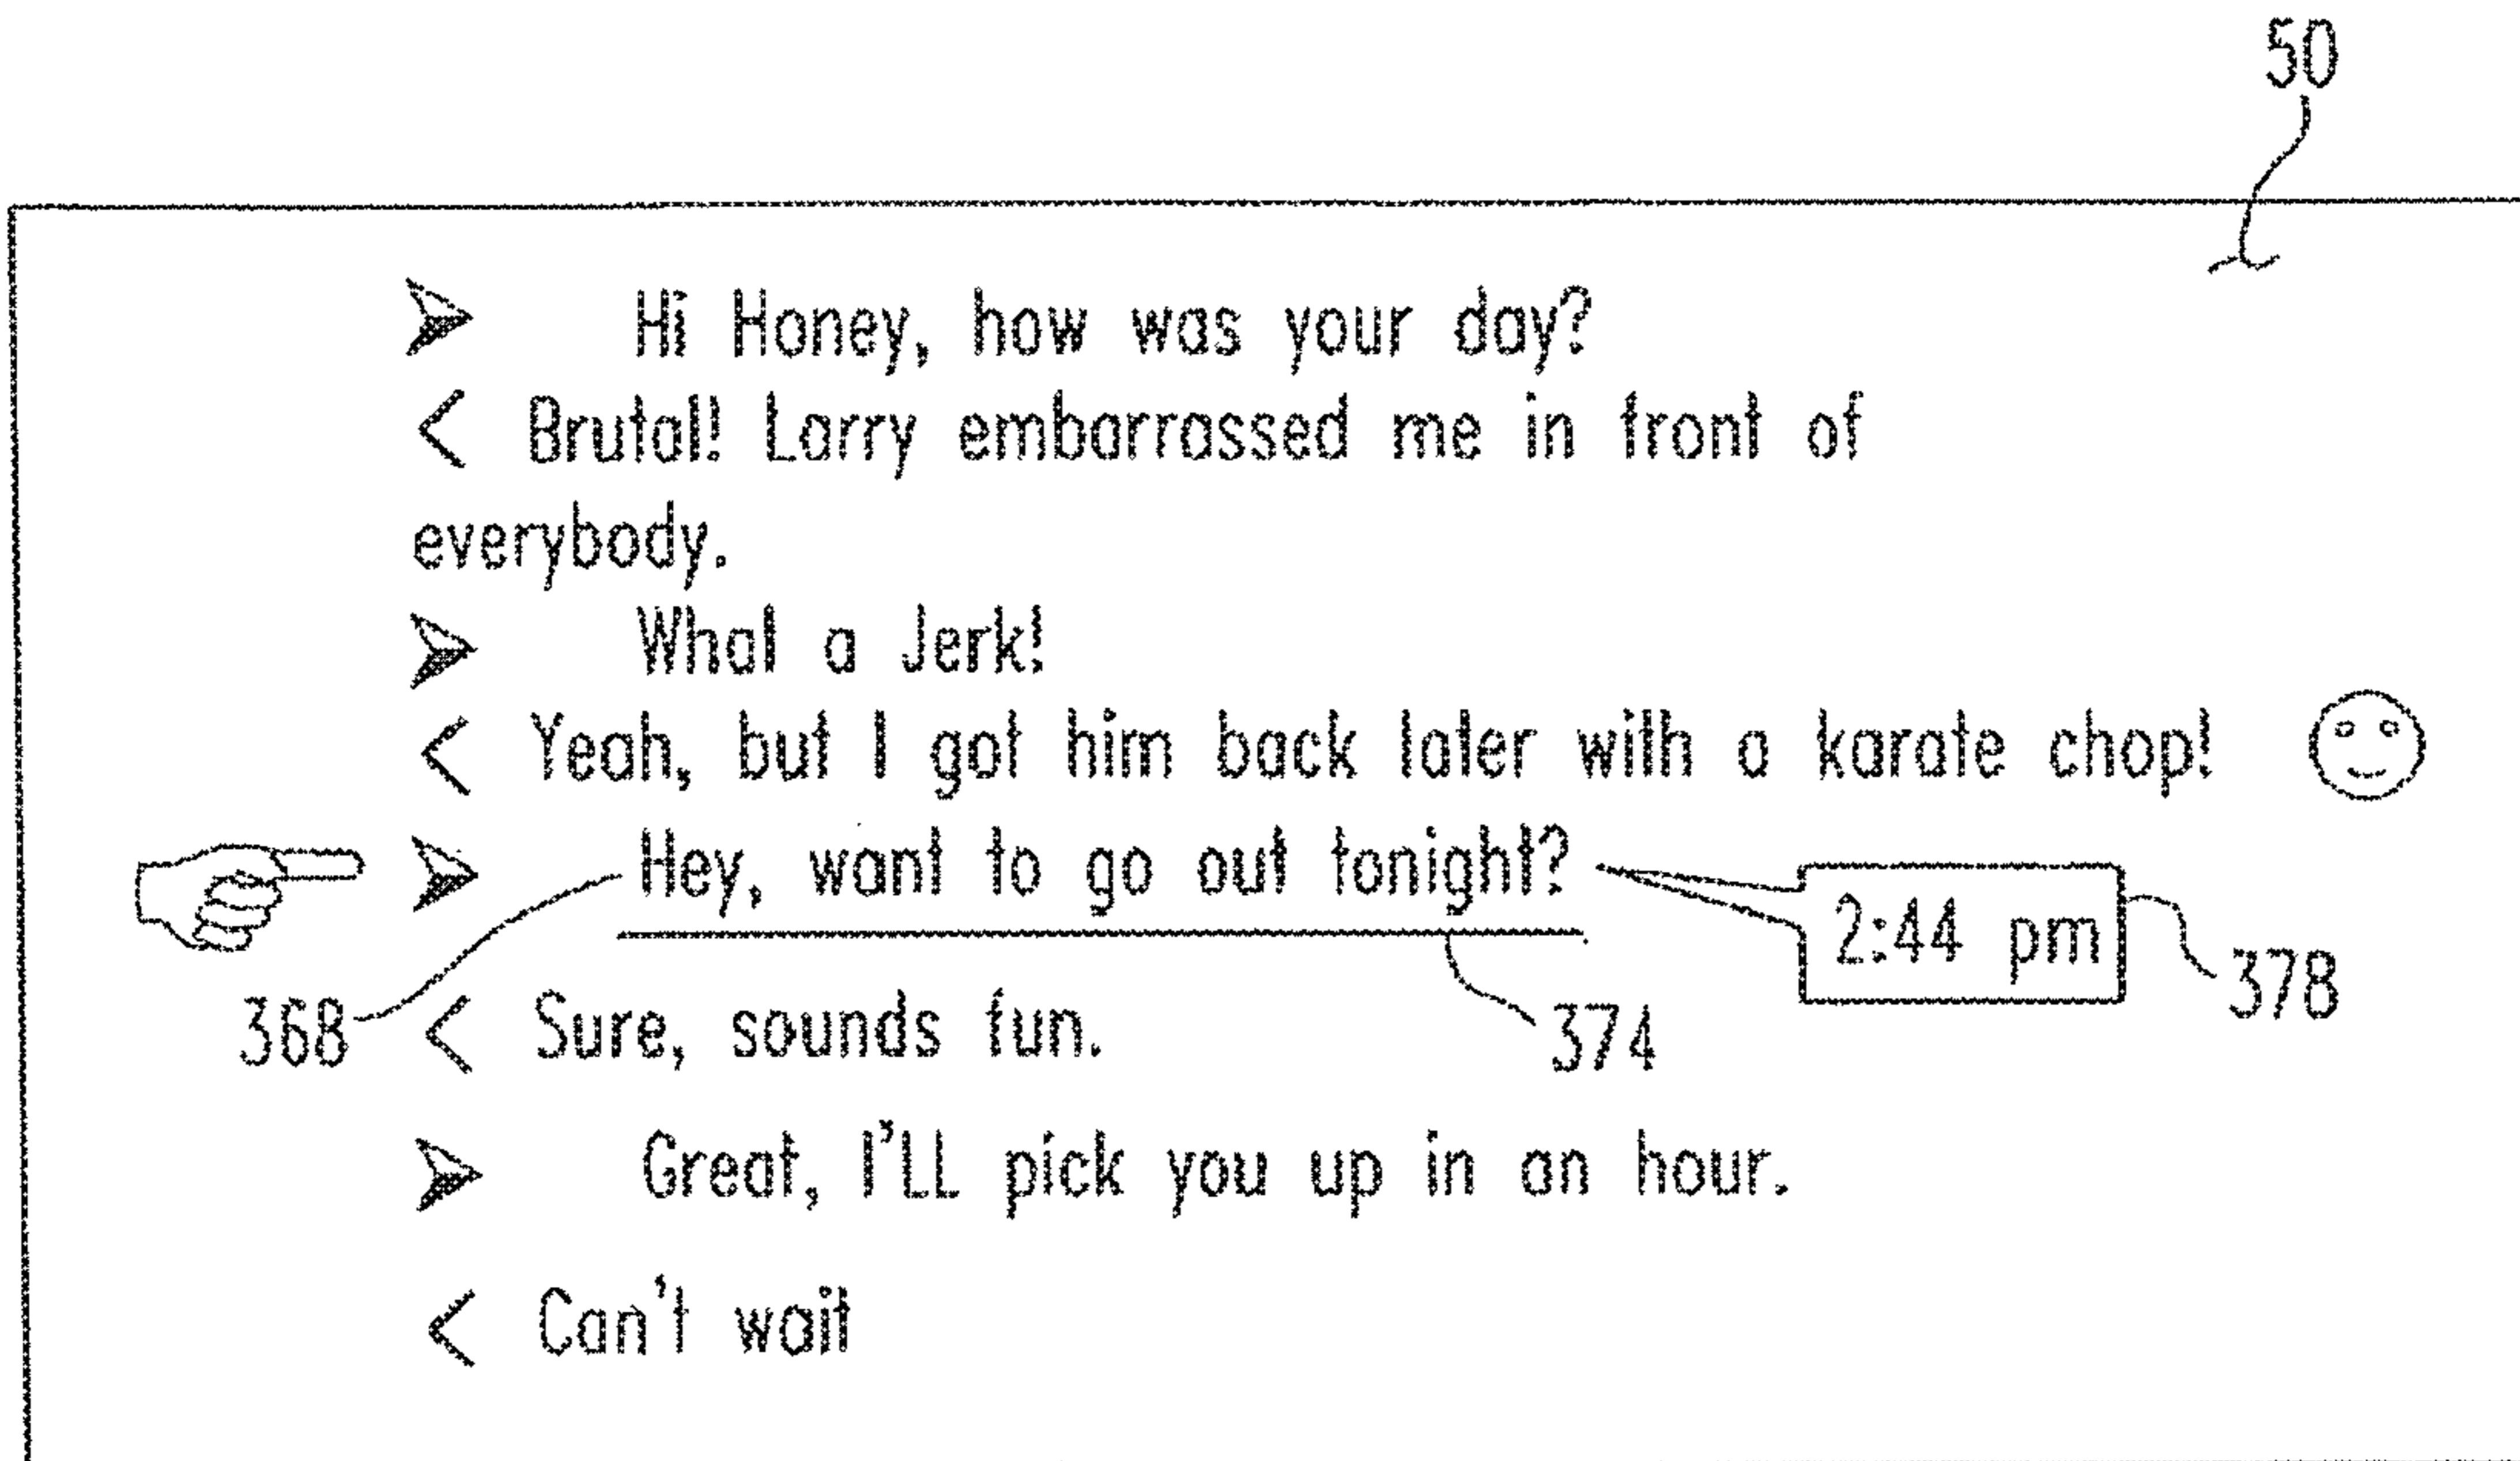 50
➢ Hi Honey, how was your day?
< Brutal! Larry embarrassed me in front of
everybody.
➢ What a Jerk!
< Yeah, but I got him back later with a karate chop!
➢ Hey, want to go out tonight?
2:44 pm
378
368
< Sure, sounds fun.
374
➢ Great, I'LL pick you up in an hour.
< Can't wait